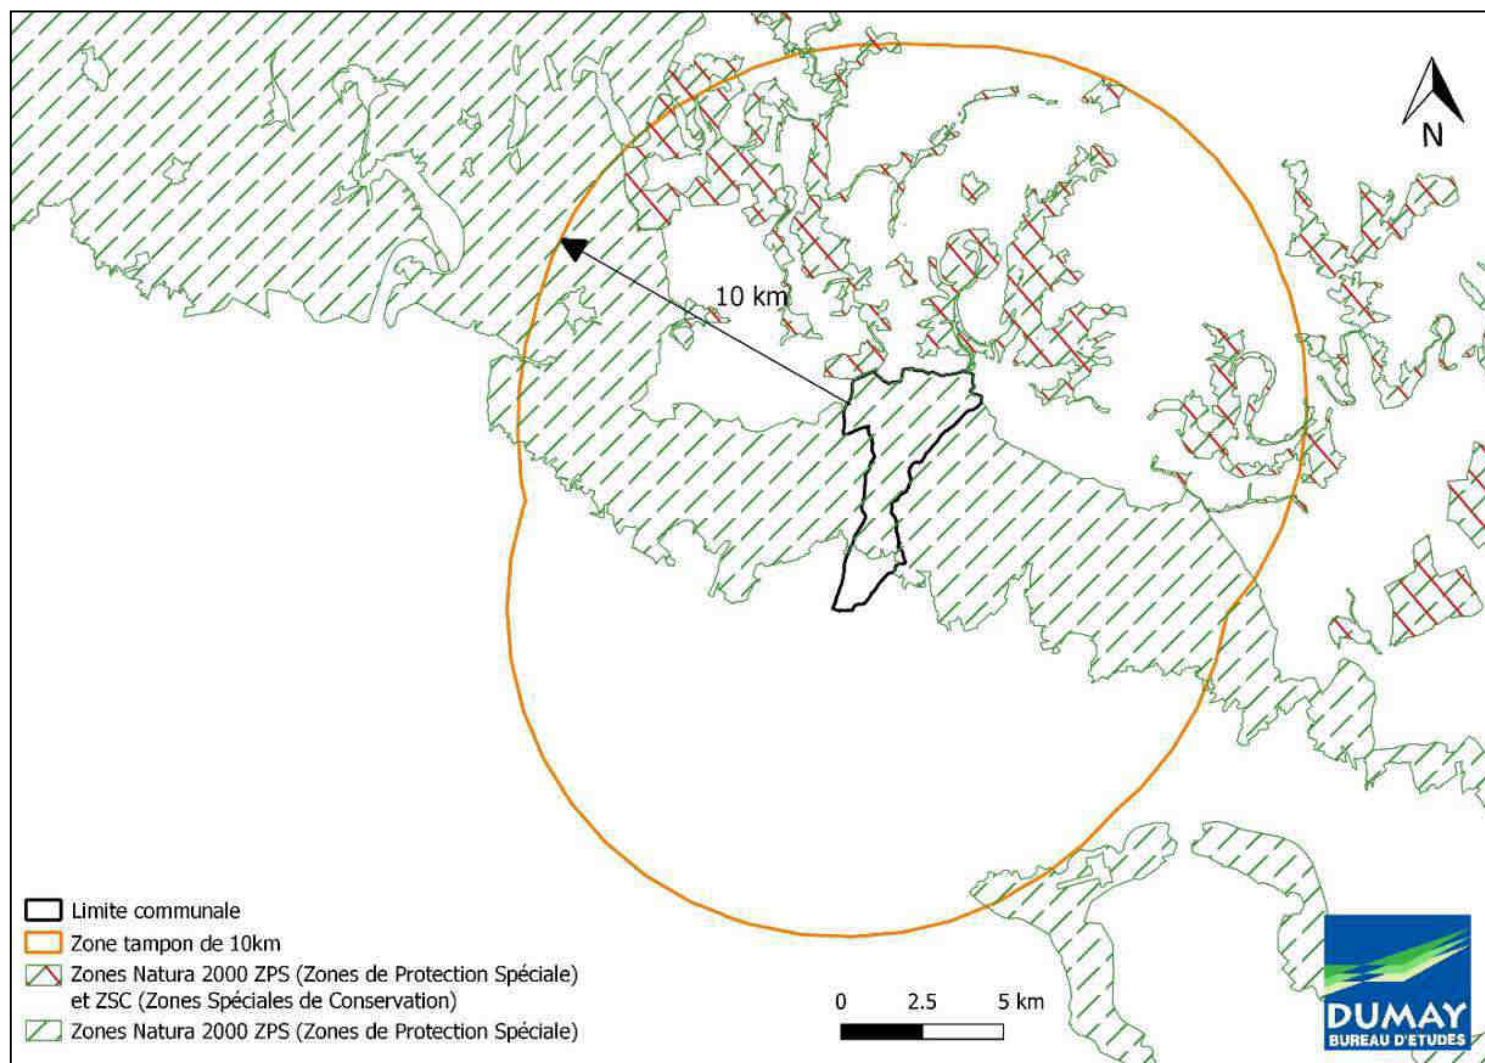 N
10 km
Limite communale
Zone tampon de 10km
Zones Natura 2000 ZPS (Zones de Protection Spéciale)
et ZSC (Zones Spéciales de Conservation)
Zones Natura 2000 ZPS (Zones de Protection Spéciale)
0 2.5 5 km
DUMAY
BUREAU D'ETUDES